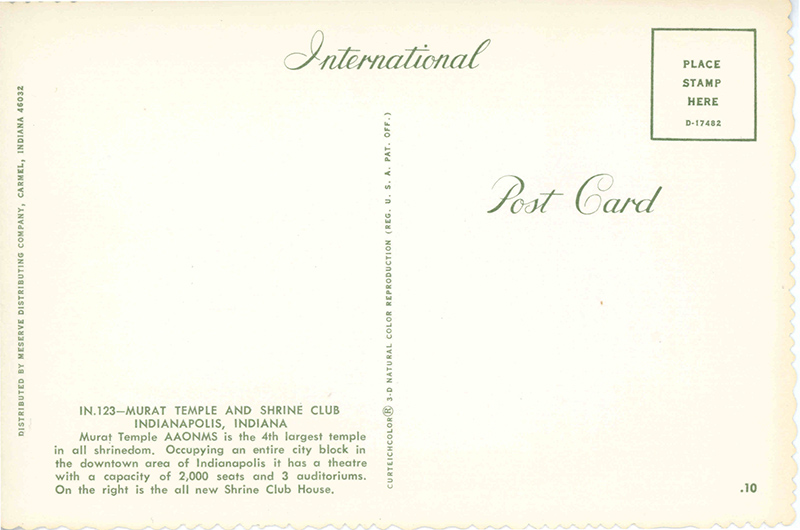 International
PLACE
STAMP
HERE
D-17482
Post Card
DISTRIBUTED BY MESERVE DISTRIBUTING COMPANY, CARMEL, INDIANA 46032
CURTEICHCOLOR® 3-D NATURAL COLOR REPRODUCTION (REG. U. S. A. PAT. OFF.)
IN.123—MURAT TEMPLE AND SHRINE CLUB
INDIANAPOLIS, INDIANA
Murat Temple AAONMS is the 4th largest temple
in all shrinedom. Occupying an entire city block in
the downtown area of Indianapolis it has a theatre
with a capacity of 2,000 seats and 3 auditoriums.
On the right is the all new Shrine Club House.
.10